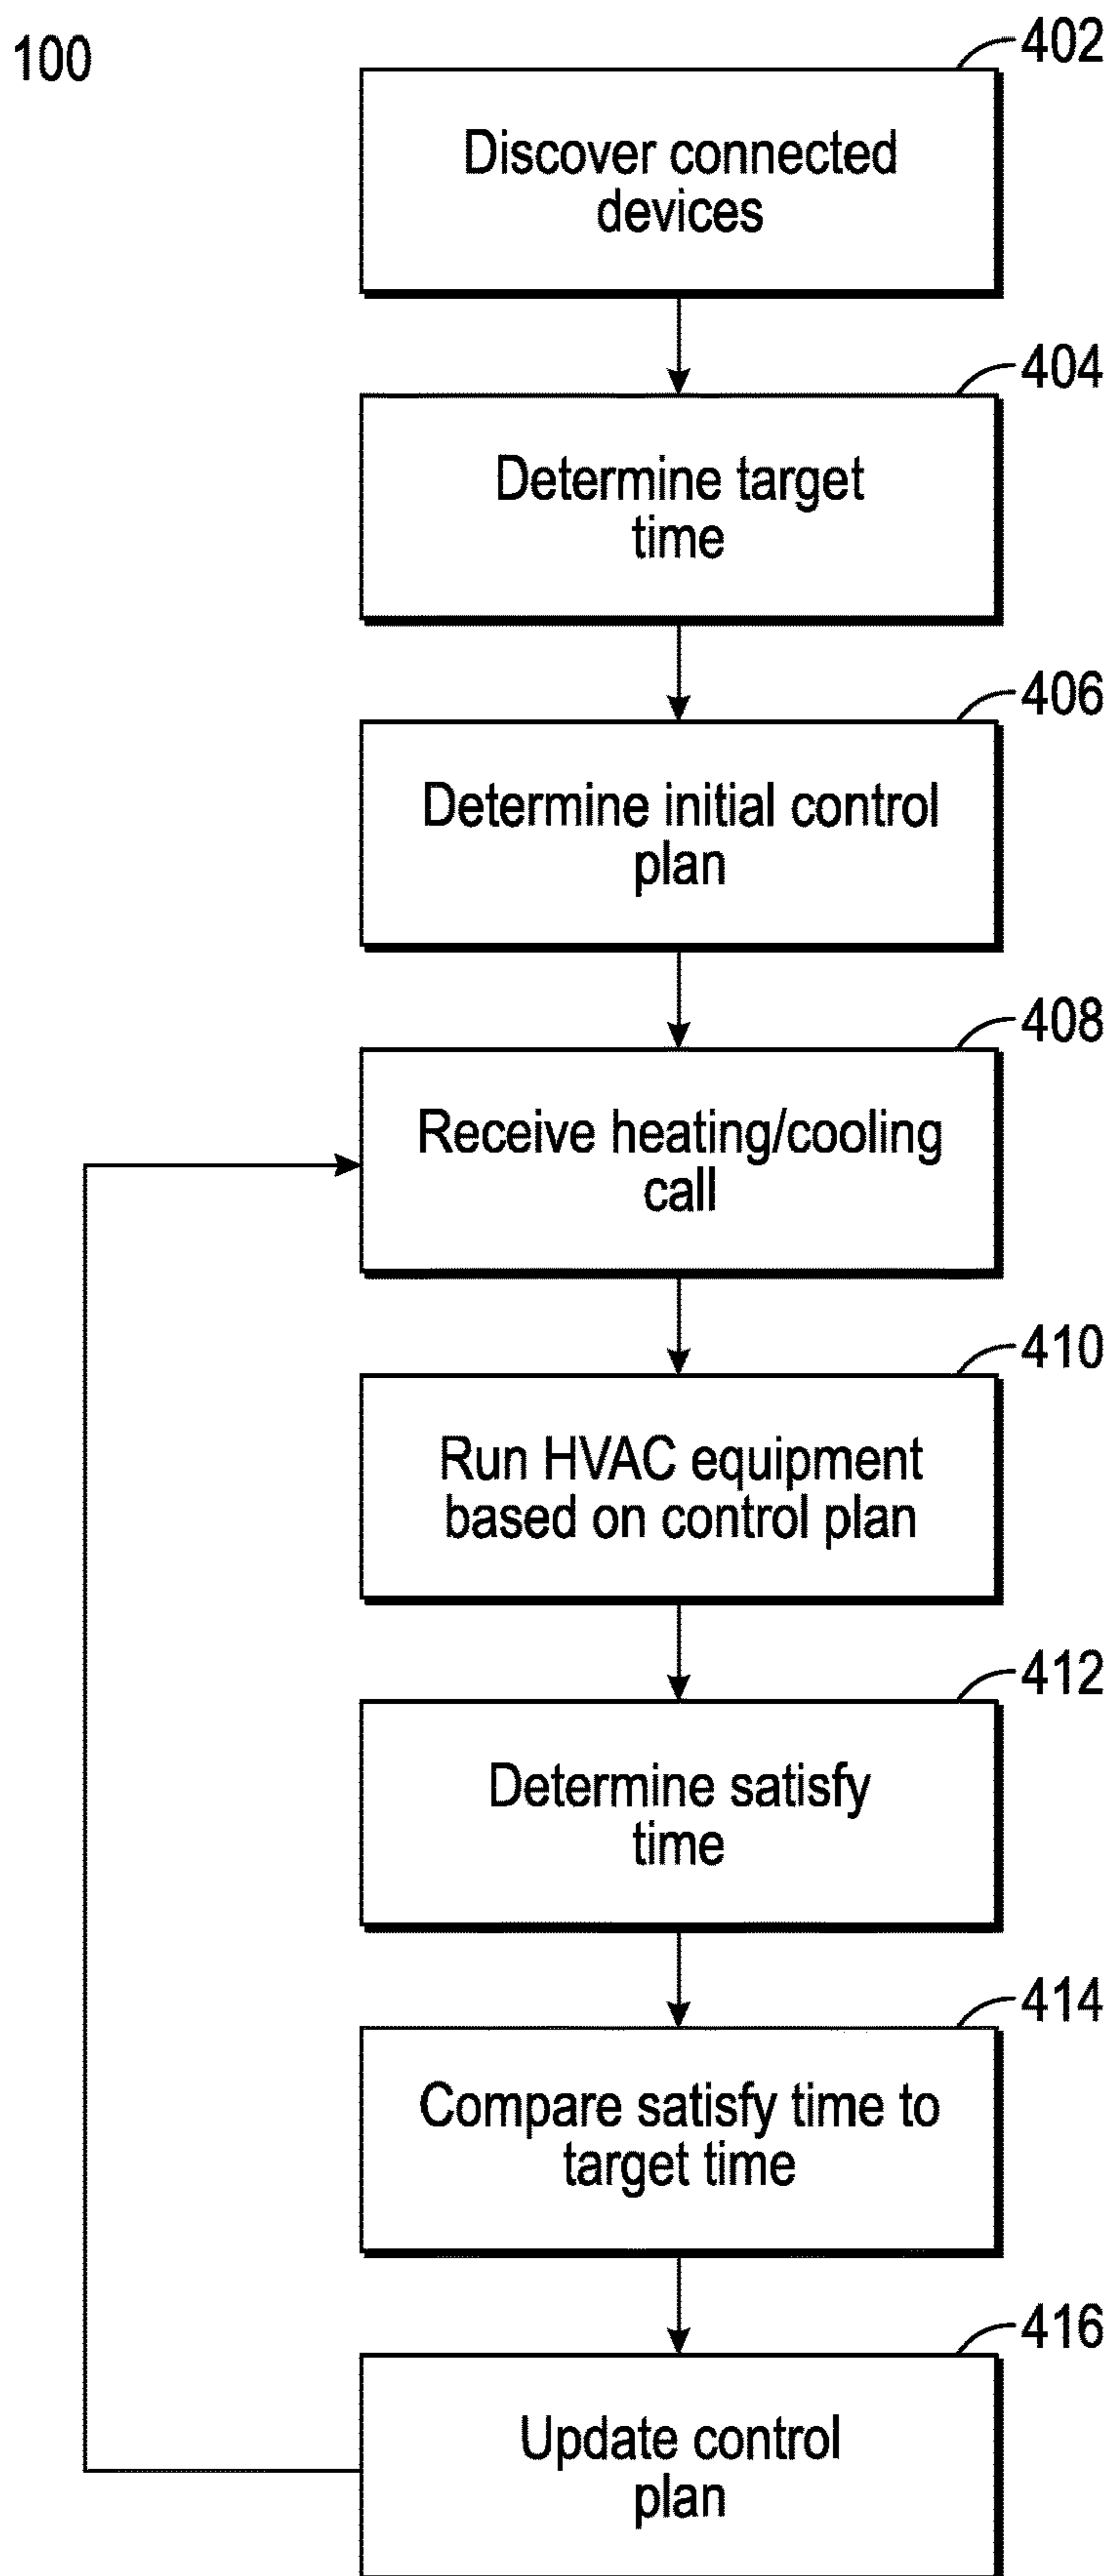 100
402
Discover connected
devices
404
Determine target
time
406
Determine initial control
plan
408
Receive heating/cooling
call
410
Run HVAC equipment
based on control plan
412
Determine satisfy
time
414
Compare satisfy time to
target time
416
Update control
plan